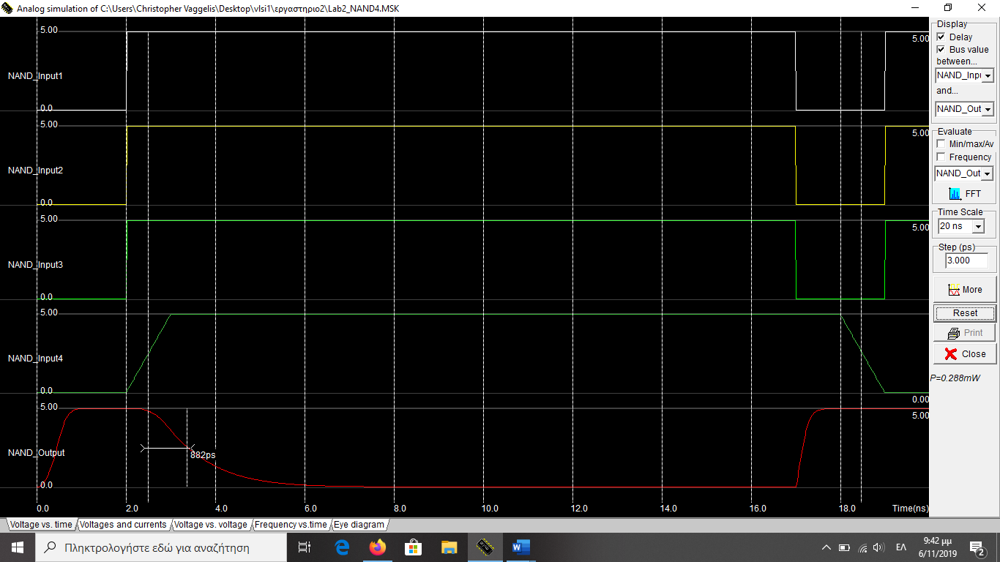 Analog simulation of C:\Users\Christopher Vaggelis\Desktop\vlsi1\εργαστηριο2\Lab2_NAND4.MSK
5.00
5.00
NAND_Input1
0.0
5.00
5.00
NAND_Input2
0.0
5.00
5.00
NAND_Input3
0.0
5.00
NAND_Input4
0.0
0.00
5.00
5.00
NAND_Output
882ps
0.0
0.0 2.0 4.0 6.0 8.0 10.0 12.0 14.0 16.0 18.0 Time(ns)
Display
Delay
Bus value
between...
NAND_Inpu
and...
NAND_Out
Evaluate
Min/max/Av
Frequency
NAND_Out
FFT
Time Scale
20 ns
Step (ps)
3.000
More
Reset
Print
Close
P=0.288mW
Voltage vs. time Voltages and currents Voltage vs. voltage Frequency vs.time Eye diagram
Πληκτρολογήστε εδώ για αναζήτηση
ΕΛ
9:42 μμ
6/11/2019
2